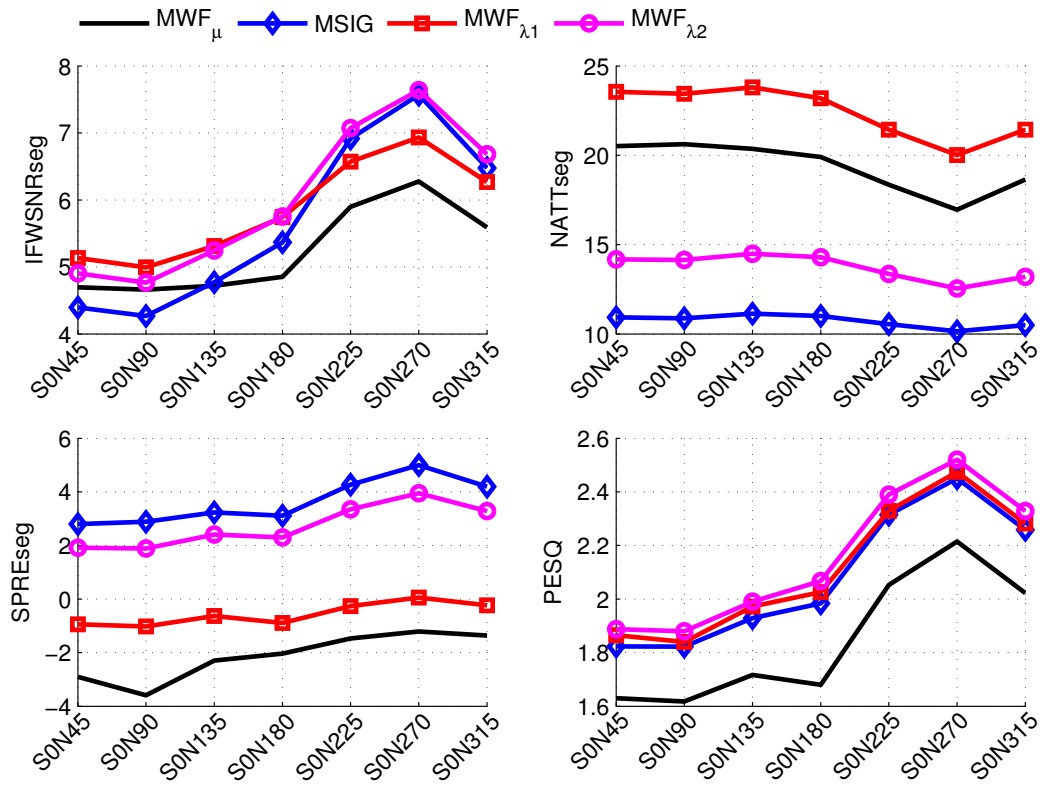 MWFμ MSIG MWFλ1 MWFλ2
IFWSNRseg
8
7
6
5
4
S0N45 S0N90 S0N135 S0N180 S0N225 S0N270 S0N315
NATTseg
25
20
15
10
S0N45 S0N90 S0N135 S0N180 S0N225 S0N270 S0N315
SPREseg
6
4
2
0
−2
−4
S0N45 S0N90 S0N135 S0N180 S0N225 S0N270 S0N315
PESQ
2.6
2.4
2.2
2
1.8
1.6
S0N45 S0N90 S0N135 S0N180 S0N225 S0N270 S0N315